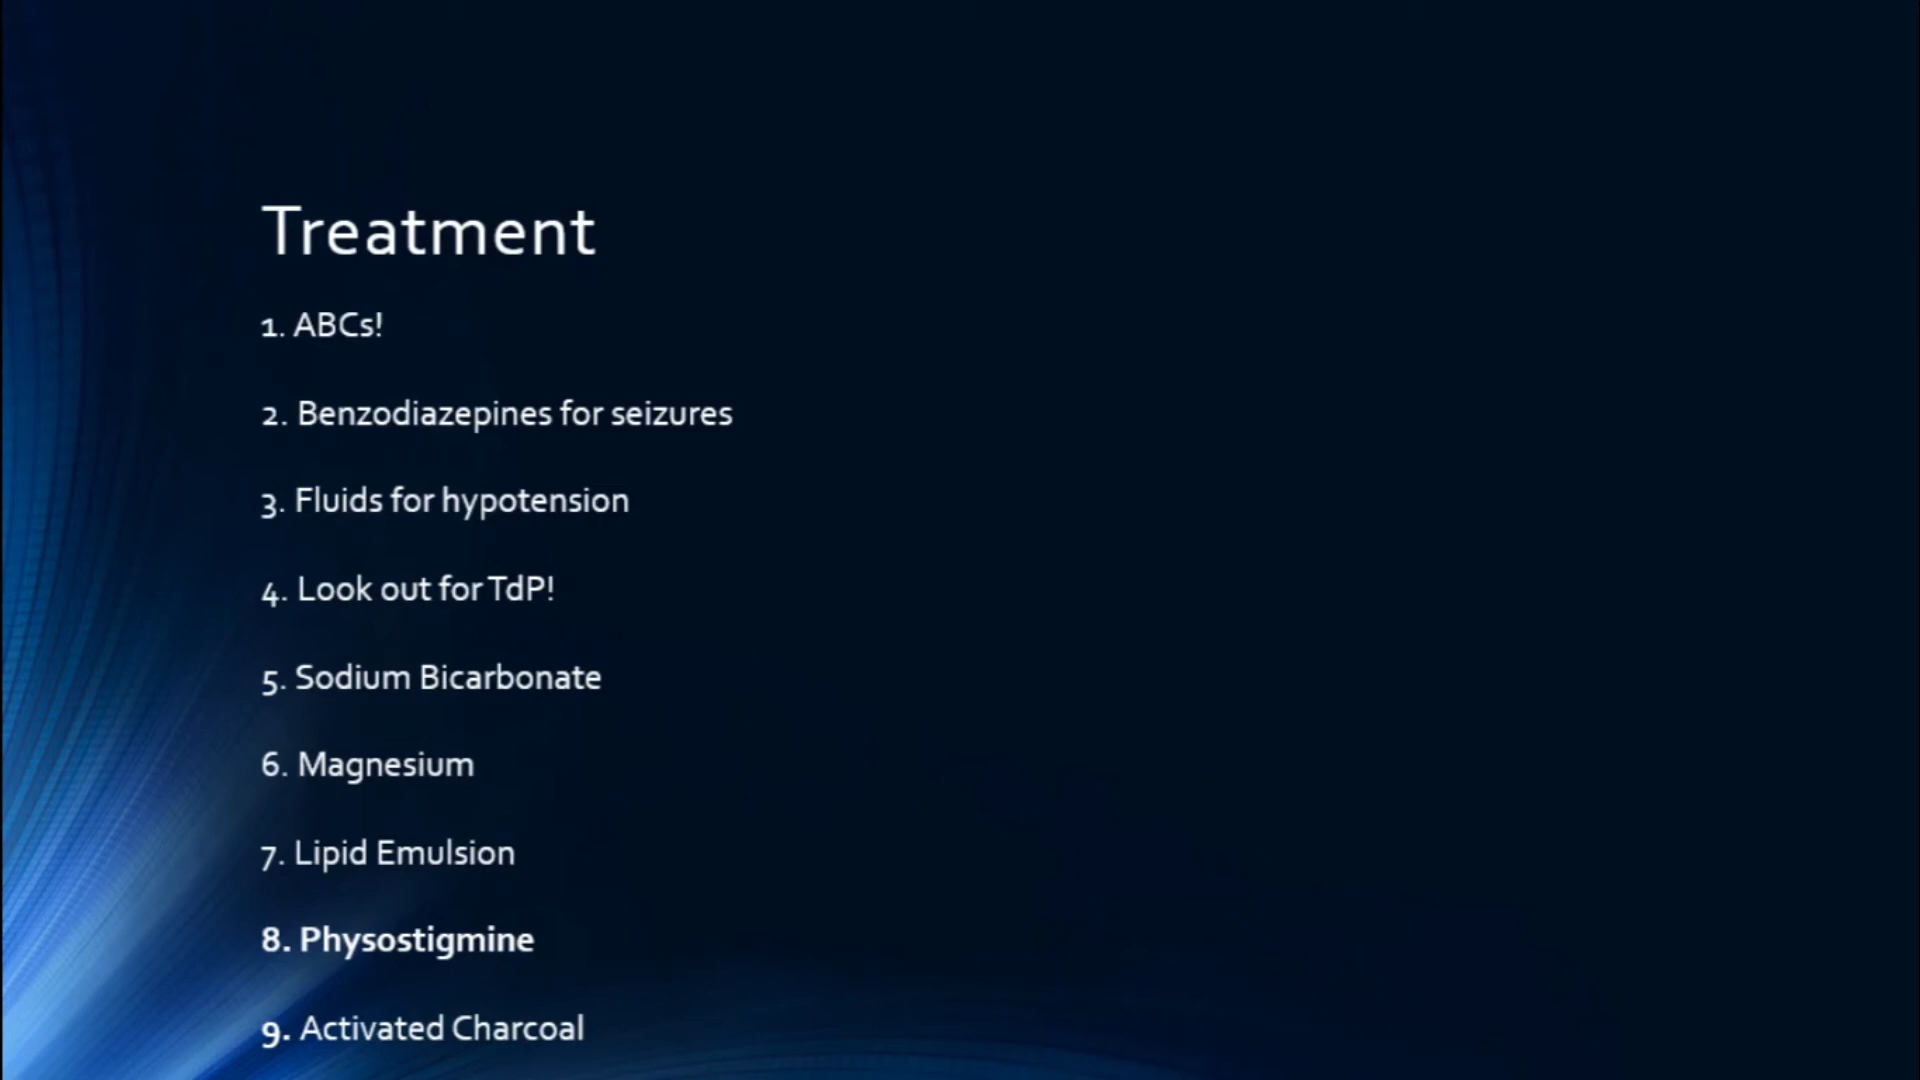 Treatment
1. ABCs!
2. Benzodiazepines for seizures
3. Fluids for hypotension
4. Look out for TdP!
5. Sodium Bicarbonate
6. Magnesium
7. Lipid Emulsion
8. Physostigmine
9. Activated Charcoal